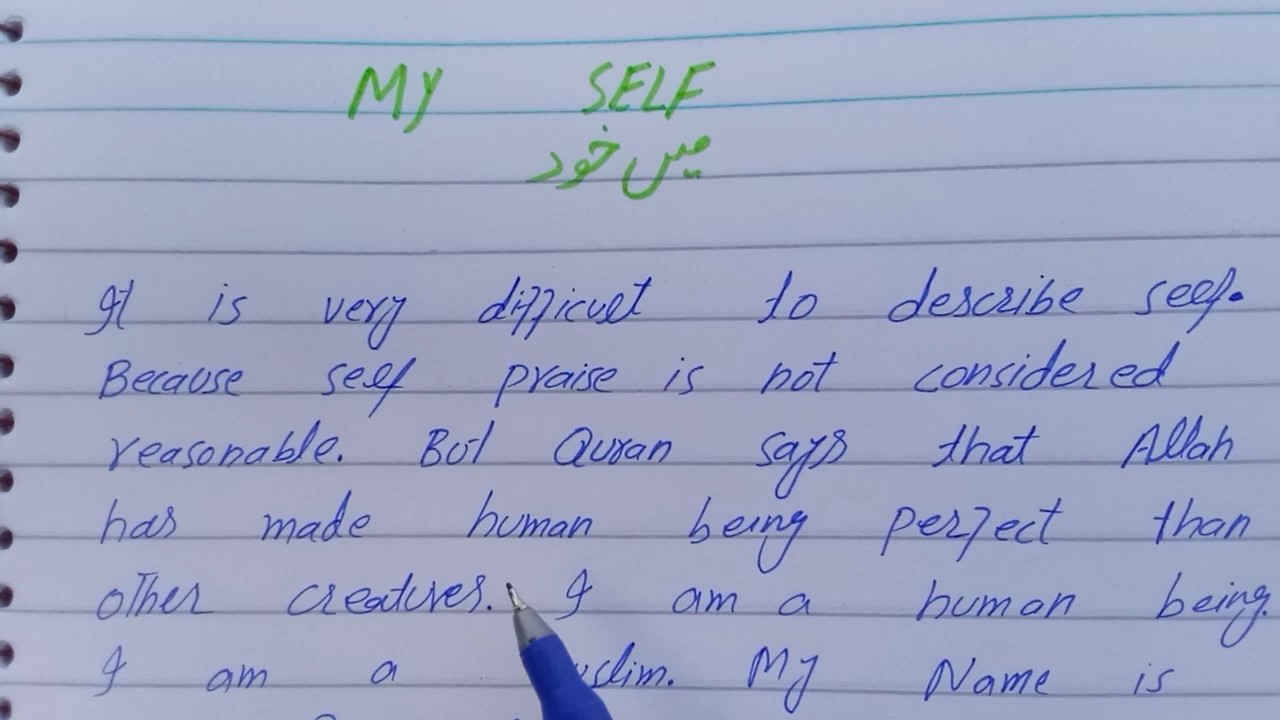 MY SELF
میں خود
It is very difficult to describe self.
Because self praise is not considered
reasonable. But Quran says that Allah
has made human being perfect than
other creatures. I am a human being.
I am a My Name is